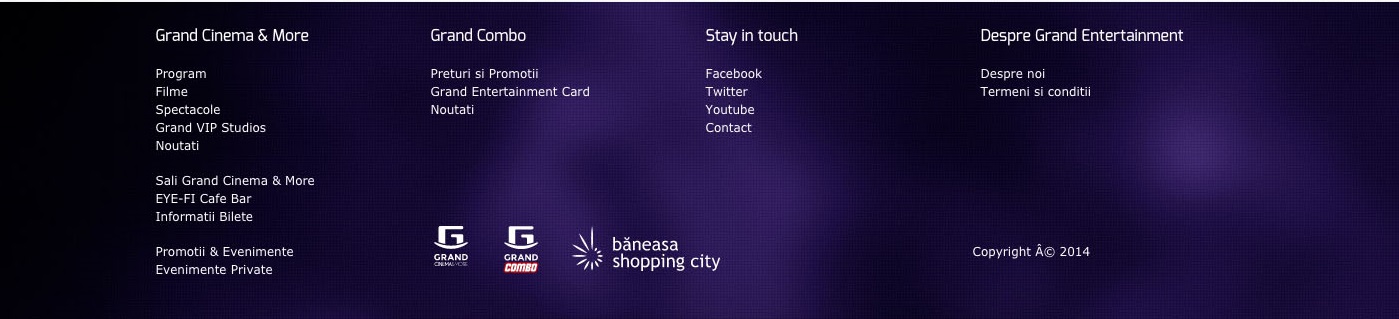 Grand Cinema & More
Program
Filme
Spectacole
Grand VIP Studios
Noutati
Sali Grand Cinema & More
EYE-FI Cafe Bar
Informatii Bilete
Promotii & Evenimente
Evenimente Private
Grand Combo
Preturi si Promotii
Grand Entertainment Card
Noutati
Stay in touch
Facebook
Twitter
Youtube
Contact
Despre Grand Entertainment
Despre noi
Termeni si conditii
G
GRAND
CINEMA & MORE
G
GRAND
COMBO
băneasa
shopping city
Copyright Â© 2014